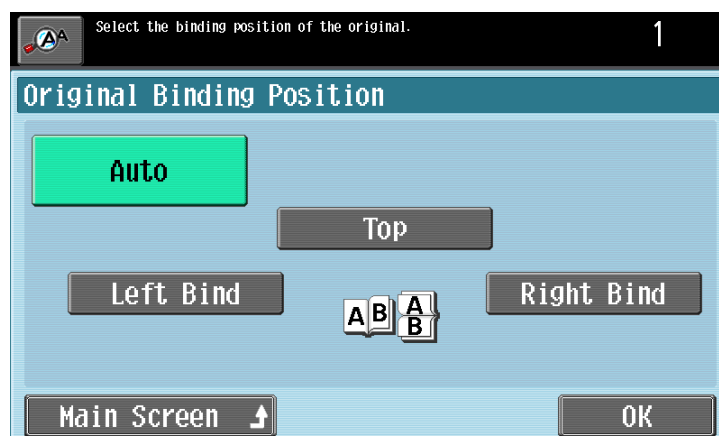 Select the binding position of the original.
1
Original Binding Position
Auto
Top
Left Bind
Right Bind
A B
A
B
Main Screen
OK